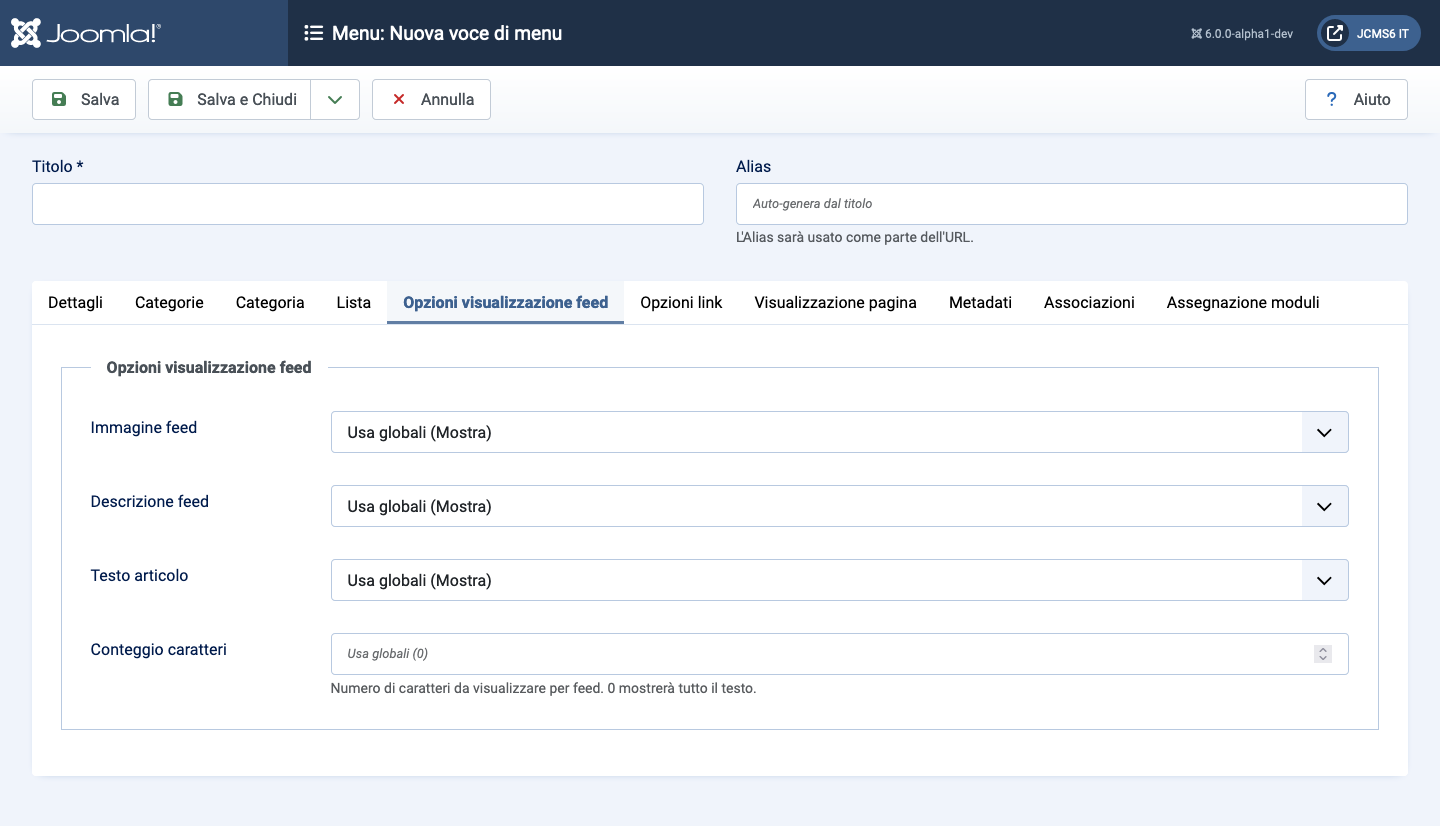 Joomla!®
Menu: Nuova voce di menu
6.0.0-alpha1-dev
JCMS6 IT
Salva
Salva e Chiudi
Annulla
? Aiuto
Titolo *
Alias
Auto-genera dal titolo
L'Alias sarà usato come parte dell'URL.
Dettagli
Categorie
Categoria
Lista
Opzioni visualizzazione feed
Opzioni link
Visualizzazione pagina
Metadati
Associazioni
Assegnazione moduli
Opzioni visualizzazione feed
Immagine feed
Usa globali (Mostra)
Descrizione feed
Usa globali (Mostra)
Testo articolo
Usa globali (Mostra)
Conteggio caratteri
Usa globali (0)
Numero di caratteri da visualizzare per feed. 0 mostrerà tutto il testo.